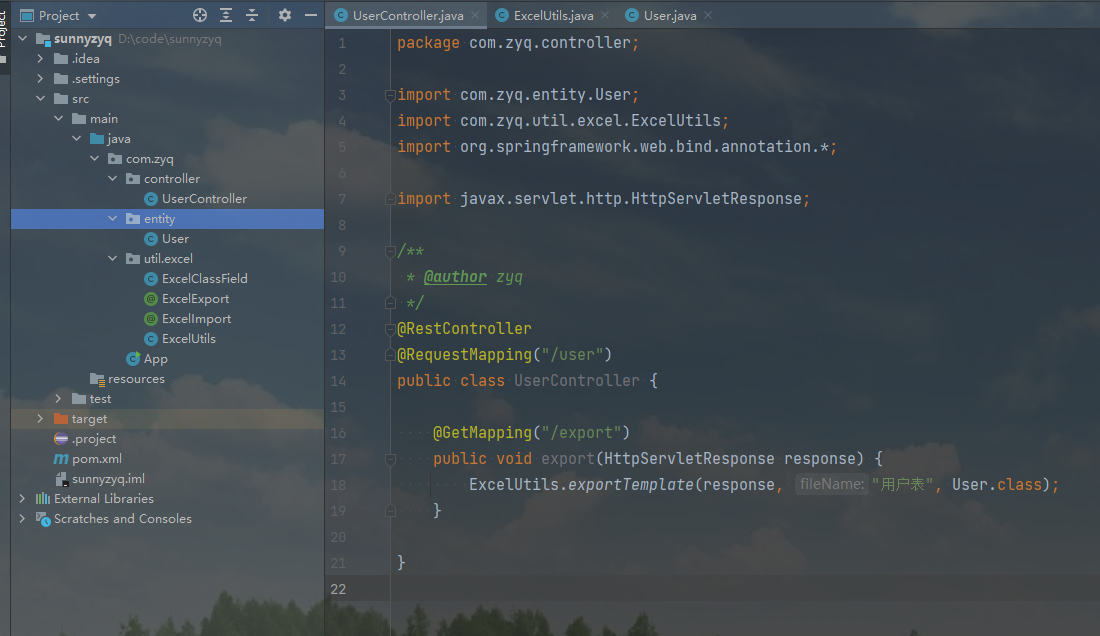 Project
Project
sunnyzyq D:\code\sunnyzyq
.idea
.settings
src
main
java
com.zyq
controller
UserController
entity
User
util.excel
ExcelClassField
ExcelExport
ExcelImport
ExcelUtils
App
resources
test
target
.project
pom.xml
sunnyzyq.iml
External Libraries
Scratches and Consoles
UserController.java
ExcelUtils.java
User.java
1 package com.zyq.controller;
2
3 import com.zyq.entity.User;
4 import com.zyq.util.excel.ExcelUtils;
5 import org.springframework.web.bind.annotation.*;
6
7 import javax.servlet.http.HttpServletResponse;
8
9 /**
10 * @author zyq
11 */
12 @RestController
13 @RequestMapping("/user")
14 public class UserController {
15
16 @GetMapping("/export")
17 public void export(HttpServletResponse response) {
18 ExcelUtils.exportTemplate(response, fileName: "用户表", User.class);
19 }
20
21 }
22